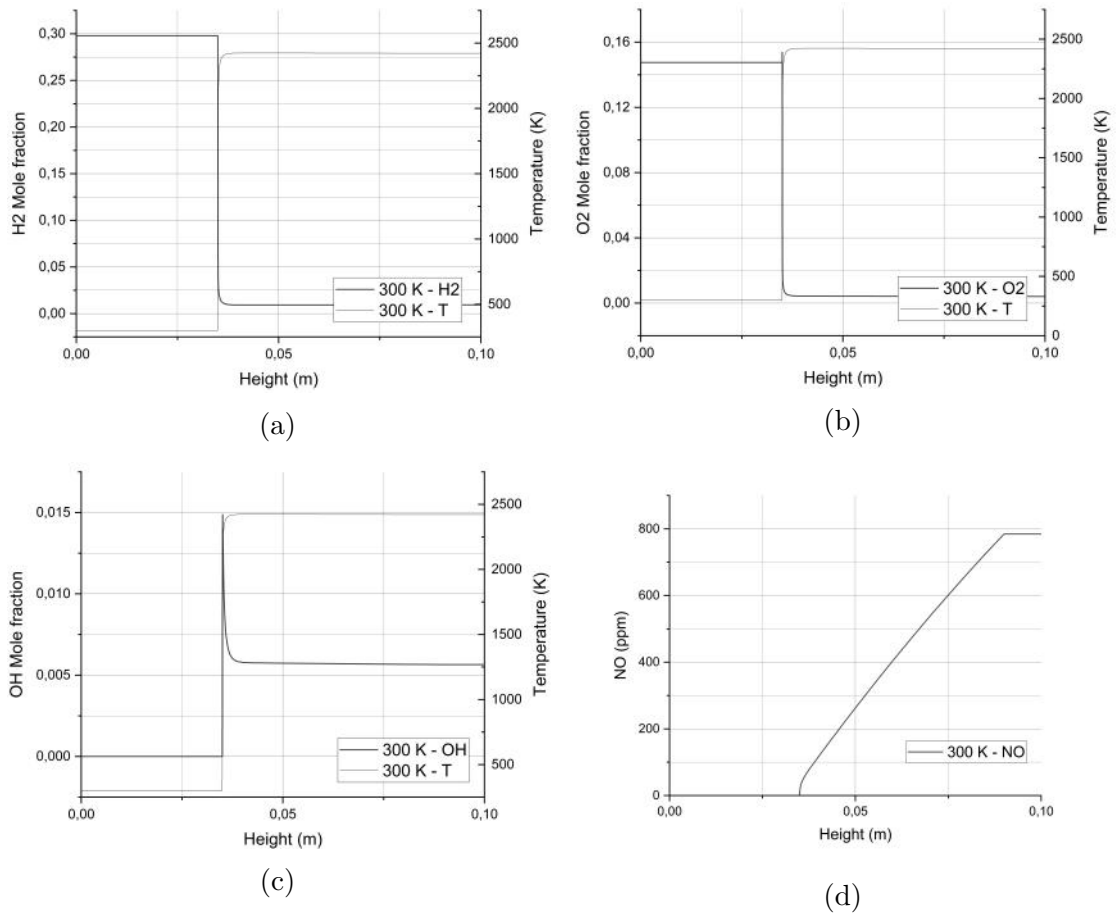 H2 Mole fraction
0,30
0,25
0,20
0,15
0,10
0,05
0,00
2500
2000
1500
1000
500
Temperature (K)
300 K - H2
300 K - T
0,00
0,05
0,10
Height (m)
(a)
O2 Mole fraction
0,16
0,12
0,08
0,04
0,00
2500
2000
1500
1000
500
0
Temperature (K)
300 K - O2
300 K - T
0,00
0,05
0,10
Height (m)
(b)
OH Mole fraction
0,015
0,010
0,005
0,000
2500
2000
1500
1000
500
Temperature (K)
300 K - OH
300 K - T
0,00
0,05
0,10
Height (m)
(c)
NO (ppm)
800
600
400
200
0
300 K - NO
0,00
0,05
0,10
Height (m)
(d)